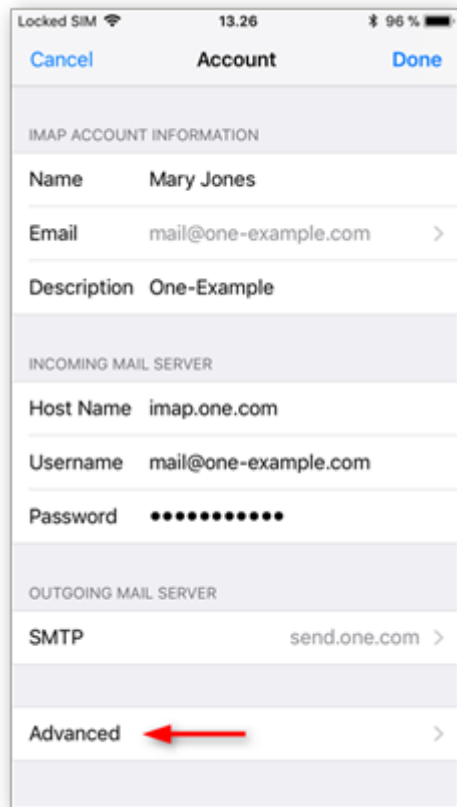 Locked SIM 13.26 96 %
Cancel Account Done
IMAP ACCOUNT INFORMATION
Name Mary Jones
Email mail@one-example.com
Description One-Example
INCOMING MAIL SERVER
Host Name imap.one.com
Username mail@one-example.com
Password •••••••••••
OUTGOING MAIL SERVER
SMTP send.one.com
Advanced